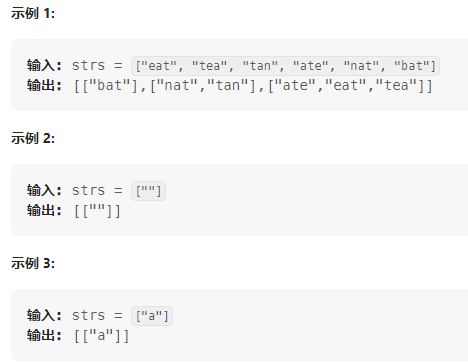 示例 1:
输入: strs = ["eat", "tea", "tan", "ate", "nat", "bat"]
输出: [["bat"],["nat","tan"],["ate","eat","tea"]]
示例 2:
输入: strs = [""]
输出: [[""]]
示例 3:
输入: strs = ["a"]
输出: [["a"]]